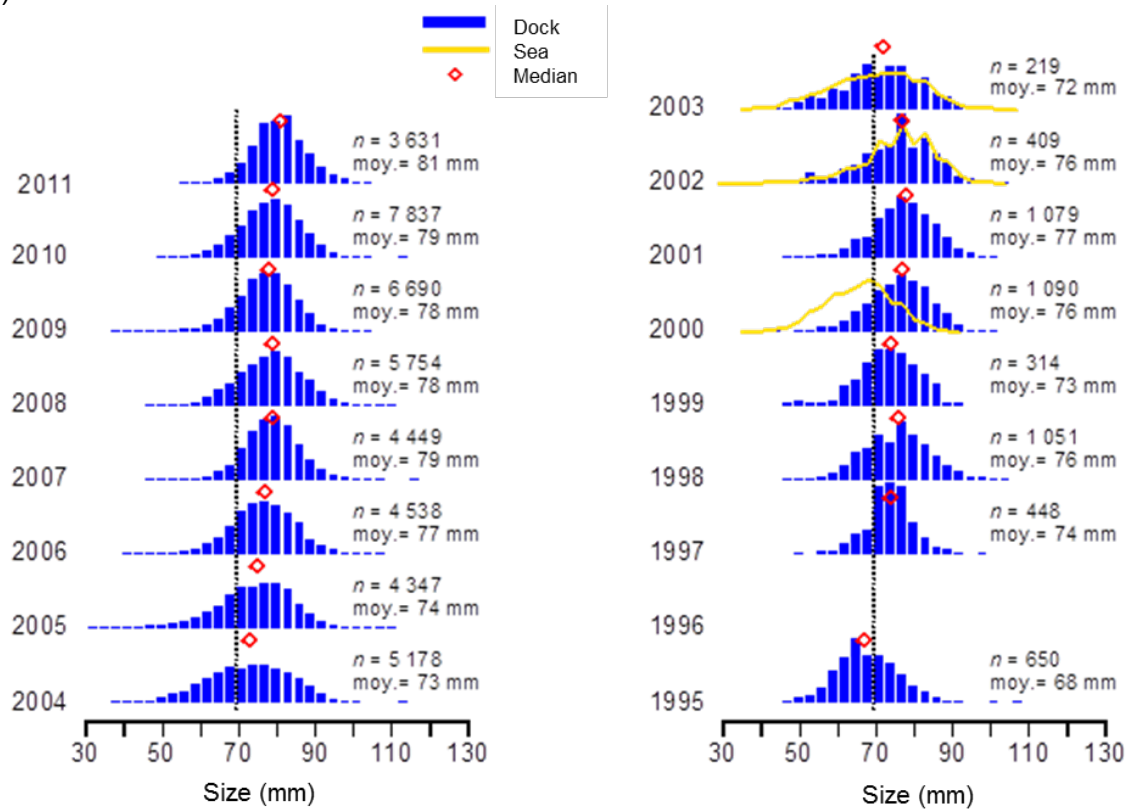 )
Dock
Sea
Median
2011
n = 3 631
moy.= 81 mm
2010
n = 7 837
moy.= 79 mm
2009
n = 6 690
moy.= 78 mm
2008
n = 5 754
moy.= 78 mm
2007
n = 4 449
moy.= 79 mm
2006
n = 4 538
moy.= 77 mm
2005
n = 4 347
moy.= 74 mm
2004
n = 5 178
moy.= 73 mm
30 70 90 110 130
Size (mm)
2003
n = 219
moy.= 72 mm
2002
n = 409
moy.= 76 mm
2001
n = 1 079
moy.= 77 mm
2000
n = 1 090
moy.= 76 mm
1999
n = 314
moy.= 73 mm
1998
n = 1 051
moy.= 76 mm
1997
n = 448
moy.= 74 mm
1996
1995
n = 650
moy.= 68 mm
30 50 70 90 110 130
Size (mm)